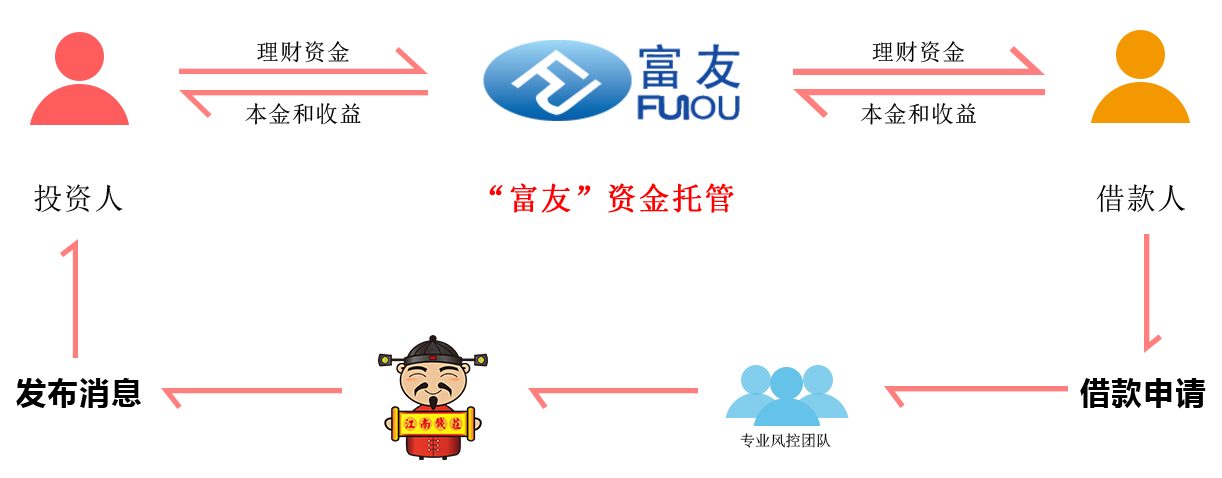 理财资金
富友
理财资金
本金和收益
FUIOU
本金和收益
投资人
“富友”资金托管
借款人
发布消息
江南钱莊
专业风控团队
借款申请